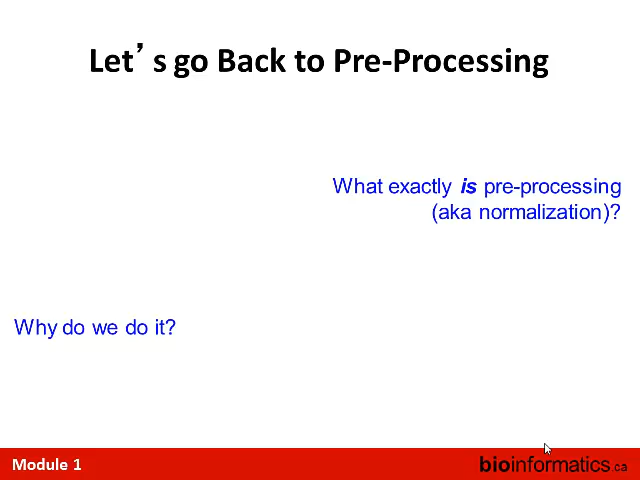 Let’s go Back to Pre-Processing
What exactly is pre-processing
(aka normalization)?
Why do we do it?
Module 1
bioinformatics.ca